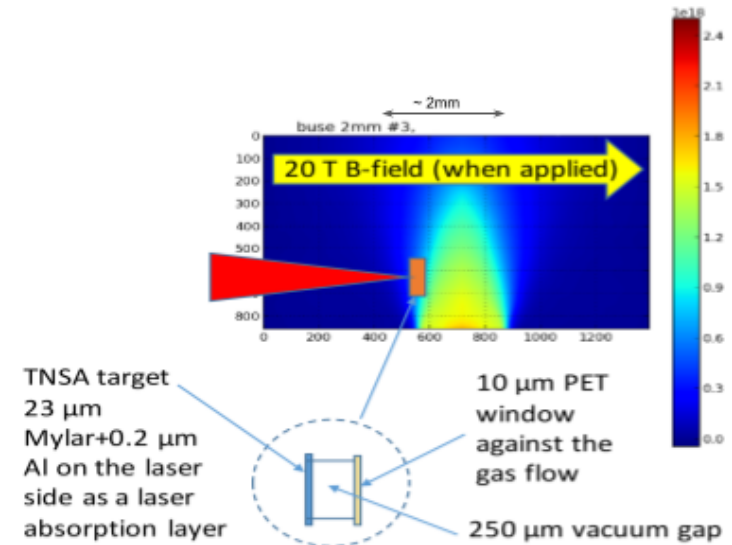 1e18
2.4
~ 2mm
2.1
buse 2mm #3,
0
100
20 T B-field (when applied)
1.8
200
300
1.5
400
500
1.2
0.9
800
0 200 400 600 800 1000 1200
0.6
TNSA target
23 μm
Mylar+0.2 μm
Al on the laser
side as a laser
absorption layer
10 μm PET
window
against the
gas flow
0.3
0.0
250 μm vacuum gap